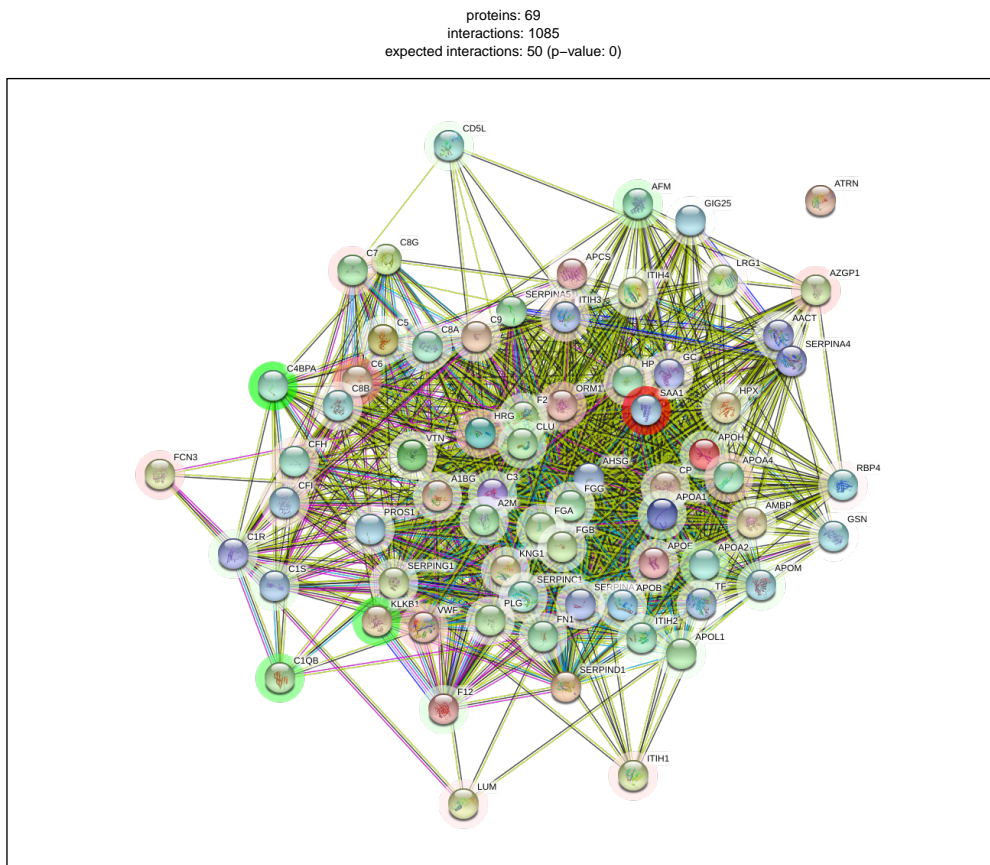 proteins: 69
interactions: 1085
expected interactions: 50 (p−value: 0)
CD5L
ATRN
AFM
GIG25
C8G
C7
APCS
ITIH4
LRG1
AZGP1
SERPINA5
ITIH3
C5
C8A
C9
AACT
SERPINA4
C6
C4BPA
C8B
HP
GC
ORM1
SAA1
HPX
F2
HRG
CLU
VTN
APOH
CFH
FCN3
AHSG
CP
APOA4
RBP4
A1BG
C3
CFI
FGG
APOA1
A2M
FGA
AMBP
GSN
PROS1
FGB
C1R
KNG1
APOA2
C1S
SERPING1
SERPINC1
APOB
TF
APOM
KLKB1
VWF
PLG
FN1
ITIH2
APOL1
C1QB
SERPIND1
F12
ITIH1
LUM